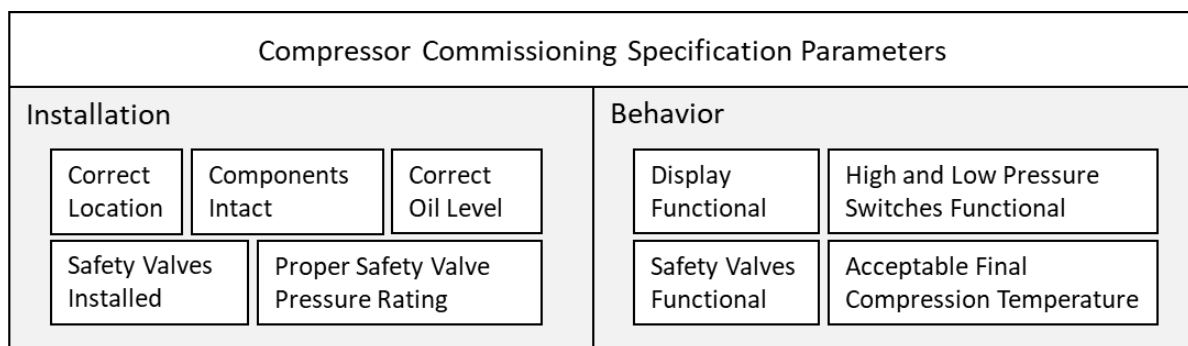 Compressor Commissioning Specification Parameters
Installation
Correct
Location
Components
Intact
Correct
Oil Level
Safety Valves
Installed
Proper Safety Valve
Pressure Rating
Behavior
Display
Functional
High and Low Pressure
Switches Functional
Safety Valves
Functional
Acceptable Final
Compression Temperature